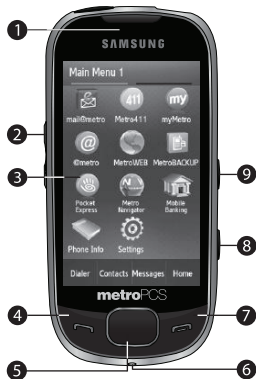 1
SAMSUNG
Main Menu 1
411 my
mail@metro Metro411 myMetro
2
@
@metro MetroWEB MetroBACKUP
3
9
N
Pocket Express Metro Navigator Mobile Banking
8
Phone Info Settings
Dialer Contacts Messages Home
metroPCS
4 7
5 6